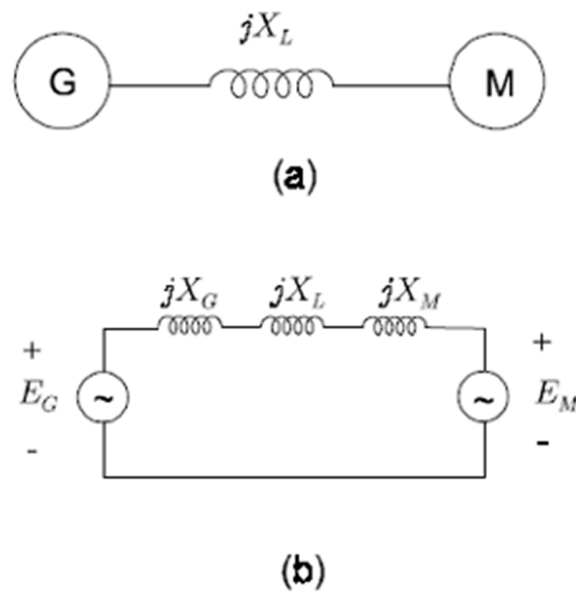 jX_L
G M
(a)
jX_G jX_L jX_M
+ +
E_G ~ ~ E_M
- -
(b)